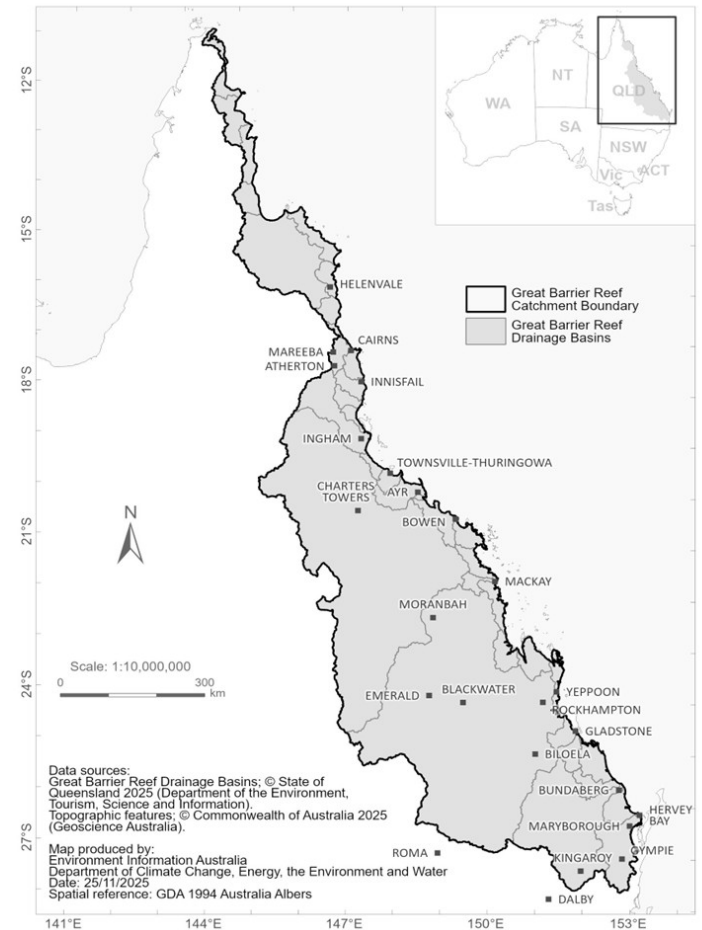 12°S
15°S
18°S
21°S
24°S
27°S
WA
NT
QLD
SA
NSW
ACT
Vic
Tas
HELENVALE
Great Barrier Reef
Catchment Boundary
Great Barrier Reef
Drainage Basins
CAIRNS
MAREEBA
ATHERTON
INNISFAIL
INGHAM
TOWNSVILLE-THURINGOWA
CHARTERS
TOWERS
AYR
BOWEN
N
MACKAY
MORANBAH
Scale: 1:10,000,000
0
300
km
EMERALD
BLACKWATER
YEPPOON
ROCKHAMPTON
GLADSTONE
BILOELA
BUNDABERG
HERVEY
BAY
MARYBOROUGH
GYMPIE
KINGAROY
ROMA
DALBY
Data sources:
Great Barrier Reef Drainage Basins; © State of
Queensland 2025 (Department of the Environment,
Tourism, Science and Information).
Topographic features; © Commonwealth of Australia 2025
(Geoscience Australia).
Map produced by:
Environment Information Australia
Department of Climate Change, Energy, the Environment and Water
Date: 25/11/2025
Spatial reference: GDA 1994 Australia Albers
141°E
144°E
147°E
150°E
153°E